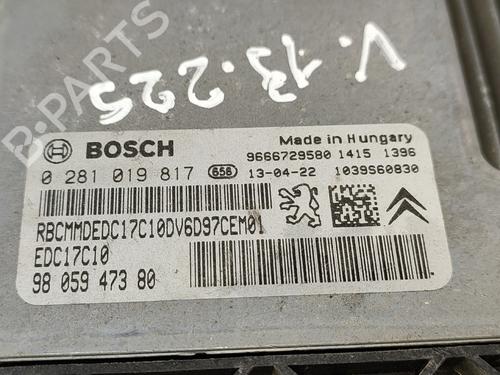 V.13.225
BOSCH
Made in Hungary
9666729580 1415 1396
0 281 019 817 656 13-04-22 1039S60830
RBCMMDEDC17C10DV6D97CEM01
EDC17C10
98 059 473 80
B-PARTS